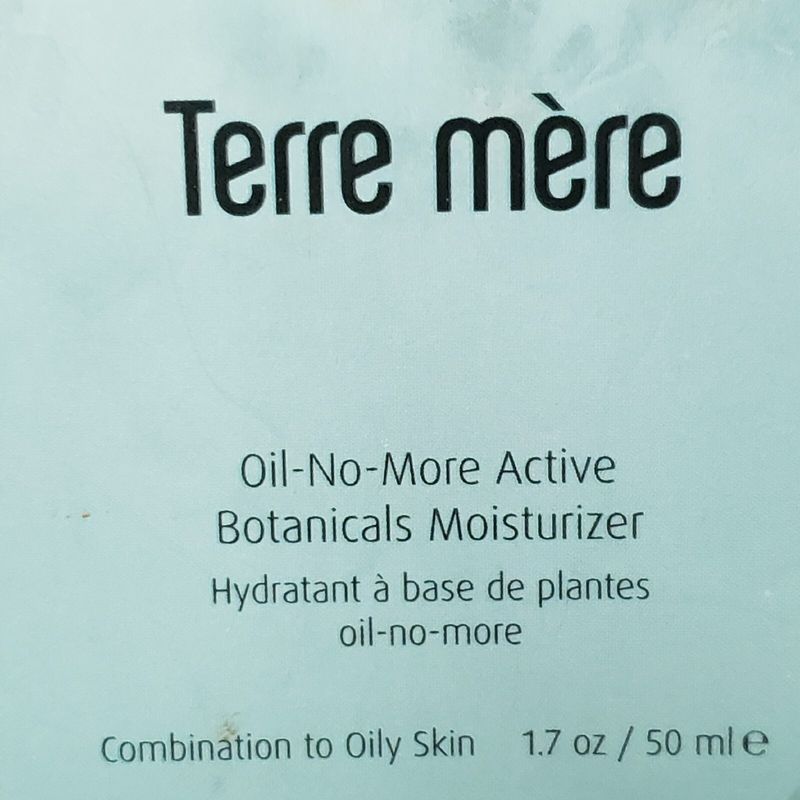 Terre mère
Oil-No-More Active
Botanicals Moisturizer
Hydratant à base de plantes
oil-no-more
Combination to Oily Skin 1.7 oz / 50 ml ℮